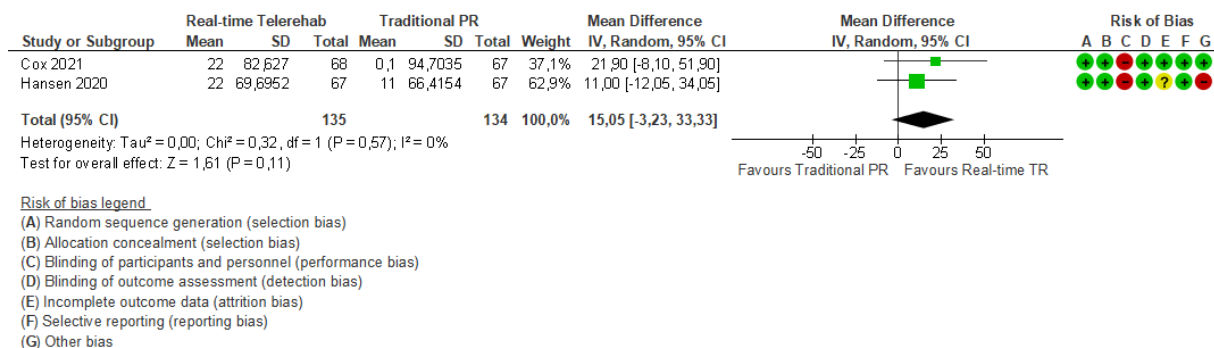 Real-time Telerehab Traditional PR Mean Difference Mean Difference Risk of Bias
Study or Subgroup Mean SD Total Mean SD Total Weight IV, Random, 95% CI IV, Random, 95% CI A B C D E F G
Cox 2021 22 82,627 68 0,1 94,7035 67 37,1% 21,90 [-8,10, 51,90] + + - + + + +
Hansen 2020 22 69,6952 67 11 66,4154 67 62,9% 11,00 [-12,05, 34,05] + + - + ? + -
Total (95% CI) 135 134 100,0% 15,05 [-3,23, 33,33]
Heterogeneity: Tau² = 0,00; Chi² = 0,32, df = 1 (P = 0,57); I² = 0%
Test for overall effect: Z = 1,61 (P = 0,11)
-50 -25 0 25 50
Favours Traditional PR Favours Real-time TR
Risk of bias legend
(A) Random sequence generation (selection bias)
(B) Allocation concealment (selection bias)
(C) Blinding of participants and personnel (performance bias)
(D) Blinding of outcome assessment (detection bias)
(E) Incomplete outcome data (attrition bias)
(F) Selective reporting (reporting bias)
(G) Other bias